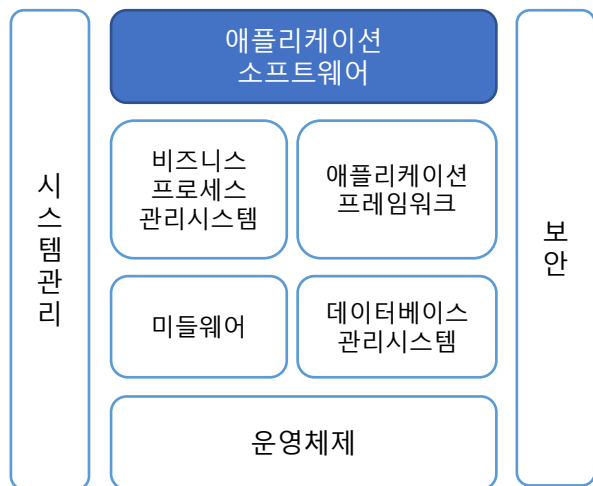 애플리케이션
소프트웨어
시스템관리
비즈니스
프로세스
관리시스템
애플리케이션
프레임워크
보안
미들웨어
데이터베이스
관리시스템
운영체제